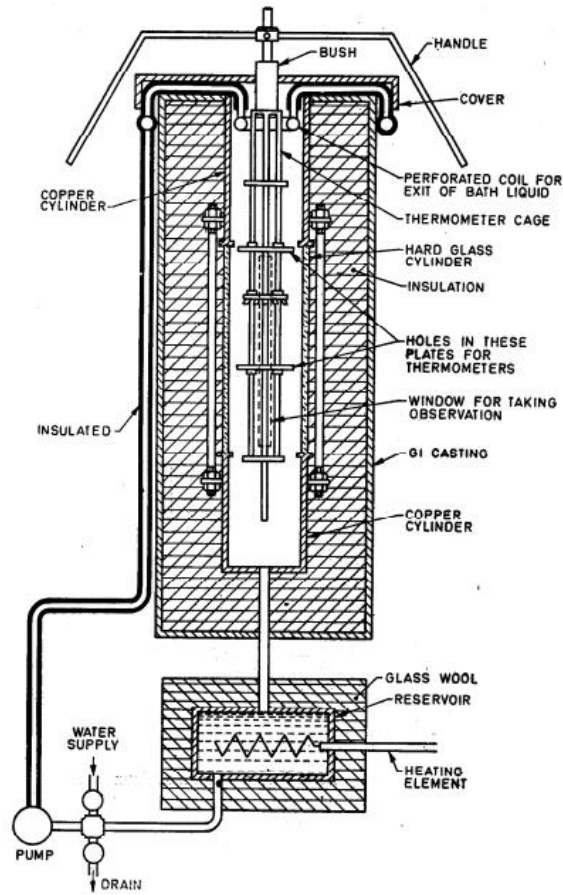 BUSH
HANDLE
COVER
COPPER
CYLINDER
PERFORATED COIL FOR
EXIT OF BATH LIQUID
THERMOMETER CAGE
HARD GLASS
CYLINDER
INSULATION
HOLES IN THESE
PLATES FOR
THERMOMETERS
WINDOW FOR TAKING
OBSERVATION
INSULATED
GI CASTING
COPPER
CYLINDER
GLASS WOOL
RESERVOIR
WATER
SUPPLY
HEATING
ELEMENT
PUMP
DRAIN